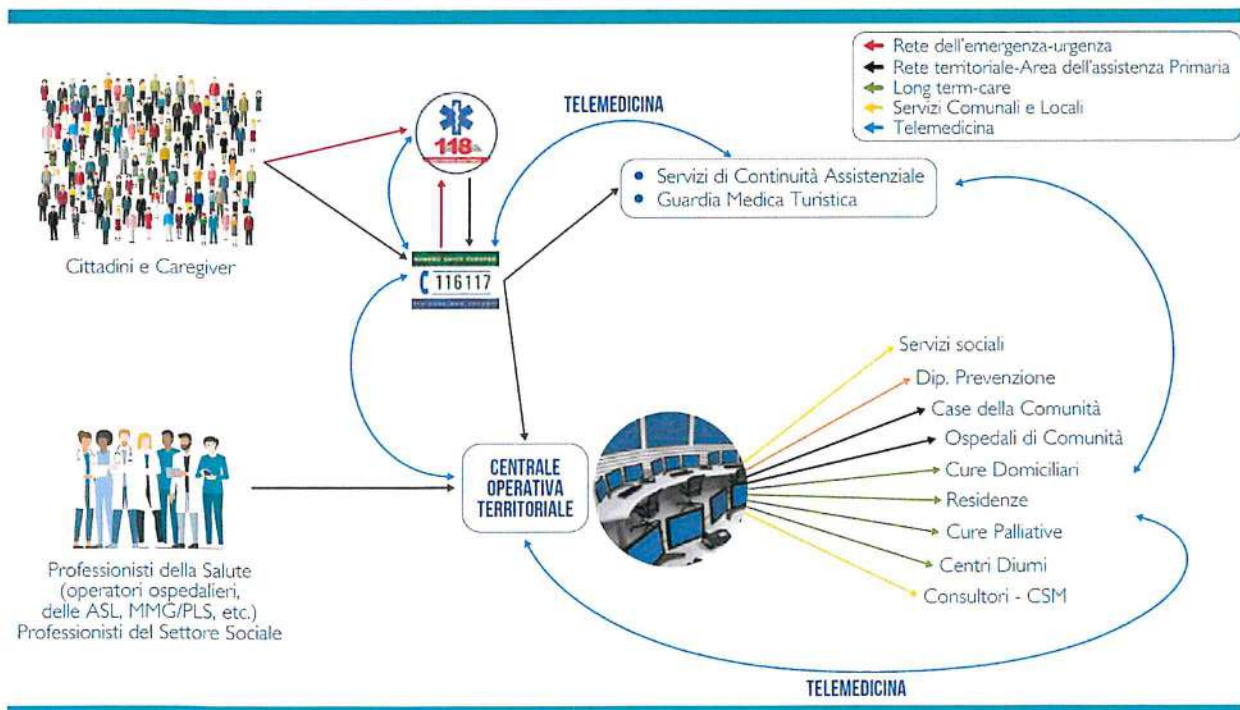 Rete dell'emergenza-urgenza
Rete territoriale-Area dell'assistenza Primaria
Long term-care
Servizi Comunali e Locali
Telemedicina
TELEMEDICINA
118
Servizi di Continuità Assistenziale
Guardia Medica Turistica
Cittadini e Caregiver
NUMERO UNICO EUROPEO
116117
Servizi sociali
Dip. Prevenzione
Case della Comunità
Ospedali di Comunità
Cure Domiciliari
Residenze
Cure Palliative
Centri Diurni
Consultori - CSM
CENTRALE
OPERATIVA
TERRITORIALE
Professionisti della Salute
(operatori ospedalieri,
delle ASL, MMG/PLS, etc.)
Professionisti del Settore Sociale
TELEMEDICINA